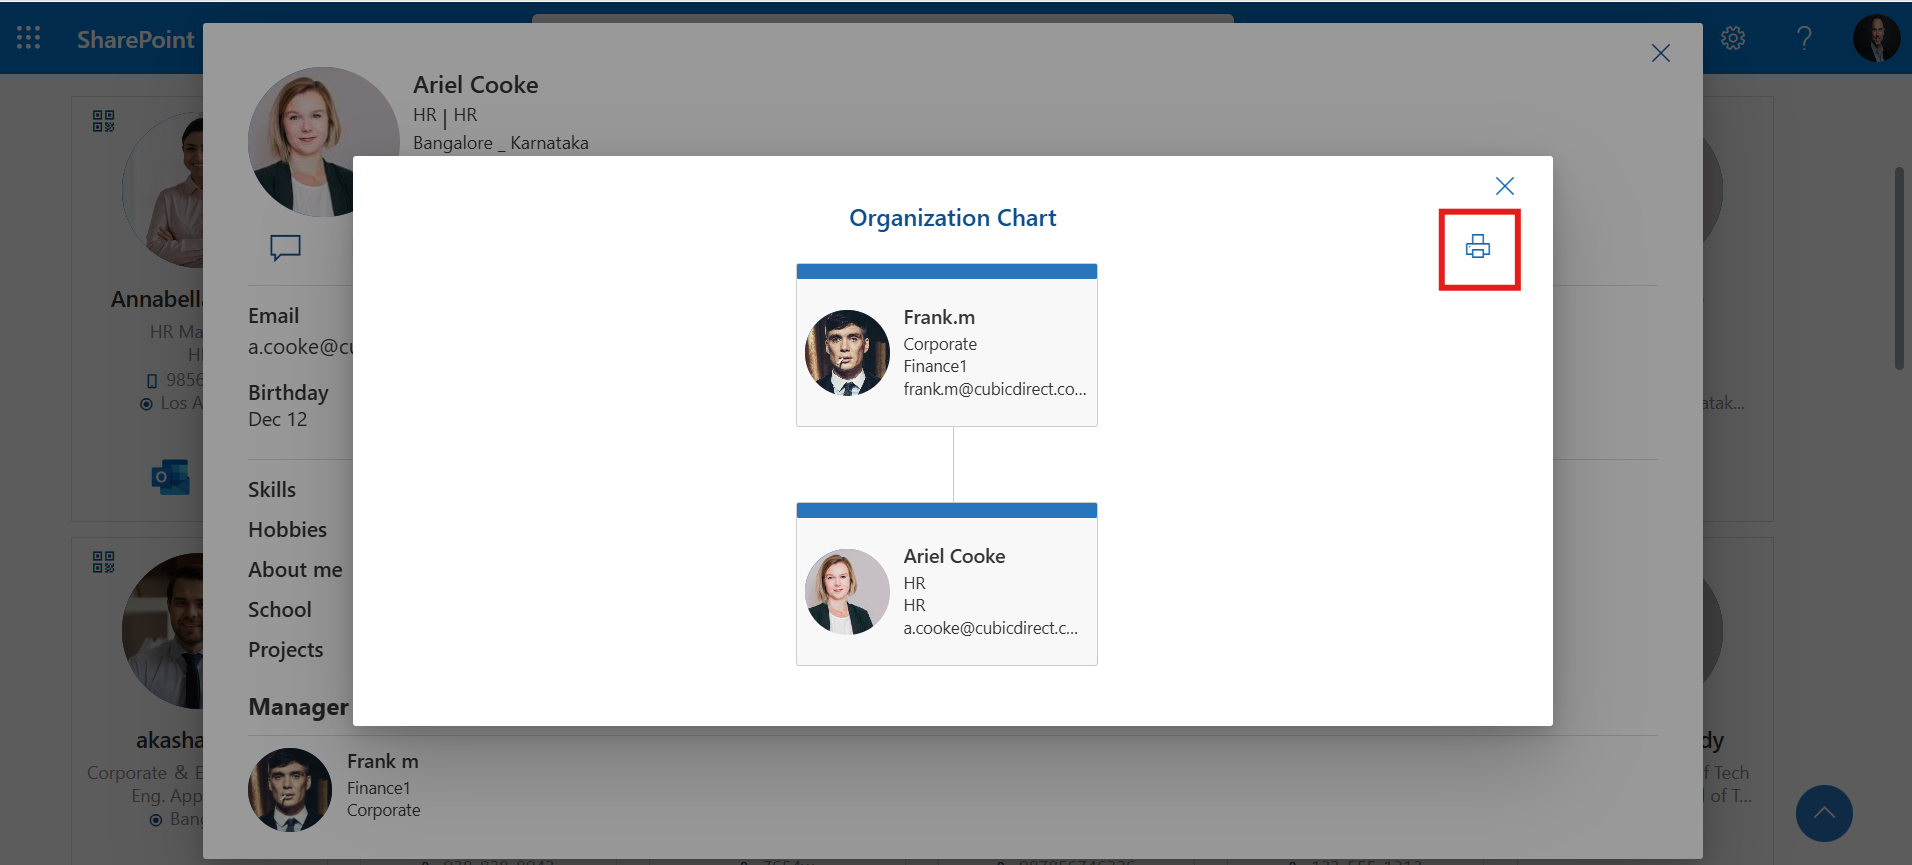 SharePoint
Ariel Cooke
HR | HR
Bangalore _ Karnataka
Organization Chart
Frank.m
Corporate
Finance1
frank.m@cubicdirect.co...
Ariel Cooke
HR
HR
a.cooke@cubicdirect.c...
Email
a.cooke@cu
Birthday
Dec 12
Skills
Hobbies
About me
School
Projects
Manager
Frank m
Finance1
Corporate
Annabell
HR Ma
H
9856
Los A
akasha
Corporate & E
Eng. App
Bang
atak...
dy
f Tech
of T...